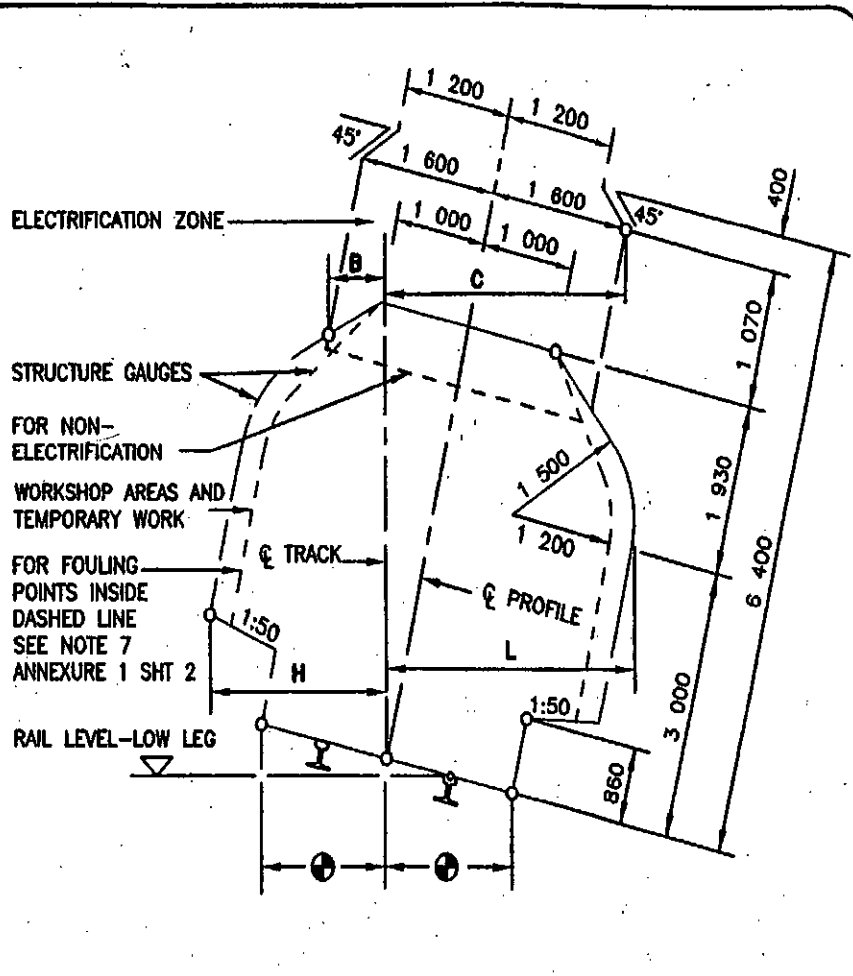 1 200
1 200
45°
1 600
1 600
45°
400
ELECTRIFICATION ZONE
1 000
1 000
B
C
1 070
STRUCTURE GAUGES
FOR NON-
ELECTRIFICATION
1 500
1 930
WORKSHOP AREAS AND
TEMPORARY WORK
1 200
6 400
℄ TRACK
FOR FOULING
POINTS INSIDE
DASHED LINE
SEE NOTE 7
ANNEXURE 1 SHT 2
℄ PROFILE
1:50
H
L
1:50
3 000
RAIL LEVEL-LOW LEG
860